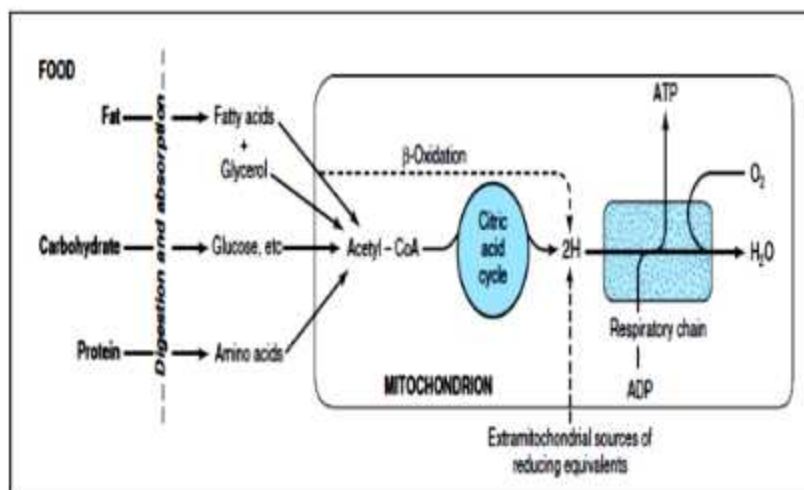 FOOD
Fat
Fatty acids
+
Glycerol
Carbohydrate
Glucose, etc
Protein
Amino acids
Digestion and absorption
β-Oxidation
Acetyl – CoA
Citric
acid
cycle
2H
ATP
O₂
H₂O
Respiratory chain
ADP
MITOCHONDRION
Extramitochondrial sources of
reducing equivalents